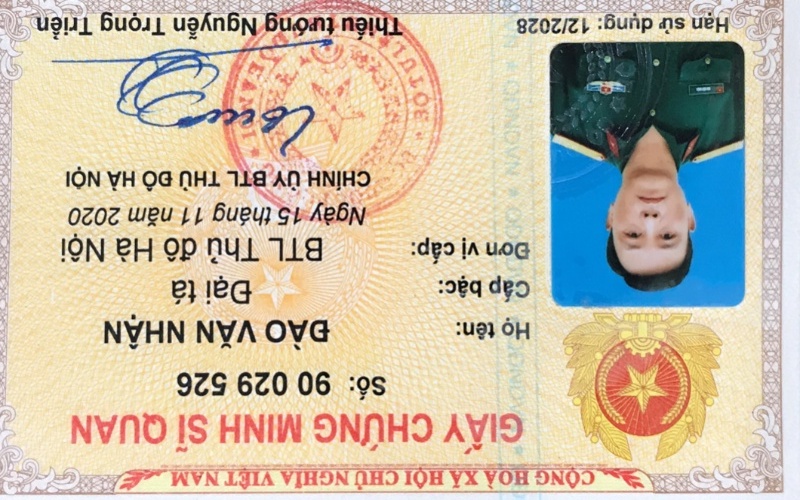 CỘNG HOÀ XÃ HỘI CHỦ NGHĨA VIỆT NAM
GIẤY CHỨNG MINH SĨ QUAN
Số: 90 029 526
Họ tên: ĐÀO VĂN NHẬN
Cấp bậc: Đại tá
Đơn vị cấp: BTL Thủ đô Hà Nội
Ngày 15 tháng 11 năm 2020
CHÍNH ỦY BTL THỦ ĐÔ HÀ NỘI
Thiếu tướng Nguyễn Trọng Triển
Hạn sử dụng: 12/2028